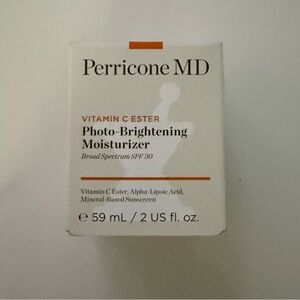 Perricone MD
VITAMIN C ESTER
Photo-Brightening
Moisturizer
Broad Spectrum SPF 30
Vitamin C Ester, Alpha-Lipoic Acid,
Mineral-Based Sunscreen
℮ 59 mL / 2 US fl. oz.